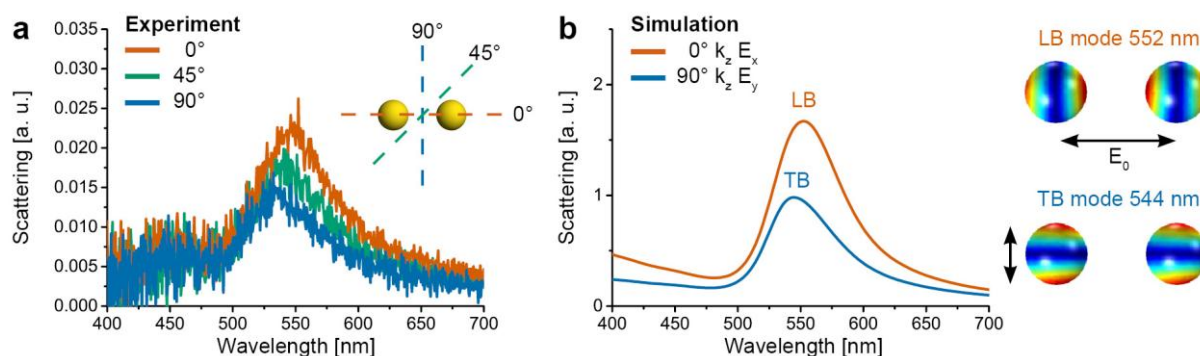 a
Experiment
0°
45°
90°
90°
45°
0°
0.035
0.030
0.025
0.020
0.015
0.010
0.005
0.000
Scattering [a. u.]
400 450 500 550 600 650 700
Wavelength [nm]
b
Simulation
0° kz Ex
90° kz Ey
LB
TB
2
1
0
Scattering [a. u.]
400 450 500 550 600 650 700
Wavelength [nm]
LB mode 552 nm
E0
TB mode 544 nm